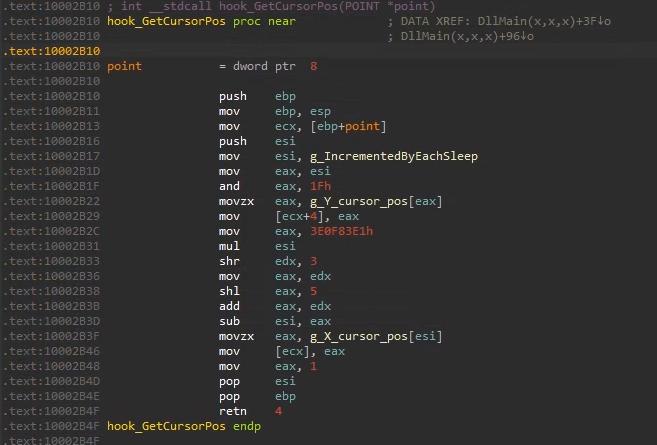 .text:10002B10 ; int __stdcall hook_GetCursorPos(POINT *point)
.text:10002B10 hook_GetCursorPos proc near ; DATA XREF: DllMain(x,x,x)+3F↓o
.text:10002B10 ; DllMain(x,x,x)+96↓o
.text:10002B10
.text:10002B10 point = dword ptr 8
.text:10002B10
.text:10002B10 push ebp
.text:10002B11 mov ebp, esp
.text:10002B13 mov ecx, [ebp+point]
.text:10002B16 push esi
.text:10002B17 mov esi, g_IncrementedByEachSleep
.text:10002B1D mov eax, esi
.text:10002B1F and eax, 1Fh
.text:10002B22 movzx eax, g_Y_cursor_pos[eax]
.text:10002B29 mov [ecx+4], eax
.text:10002B2C mov eax, 3E0F83E1h
.text:10002B31 mul esi
.text:10002B33 shr edx, 3
.text:10002B36 mov eax, edx
.text:10002B38 shl eax, 5
.text:10002B3B add eax, edx
.text:10002B3D sub esi, eax
.text:10002B3F movzx eax, g_X_cursor_pos[esi]
.text:10002B46 mov [ecx], eax
.text:10002B48 mov eax, 1
.text:10002B4D pop esi
.text:10002B4E pop ebp
.text:10002B4F retn 4
.text:10002B4F hook_GetCursorPos endp
.text:10002B4F